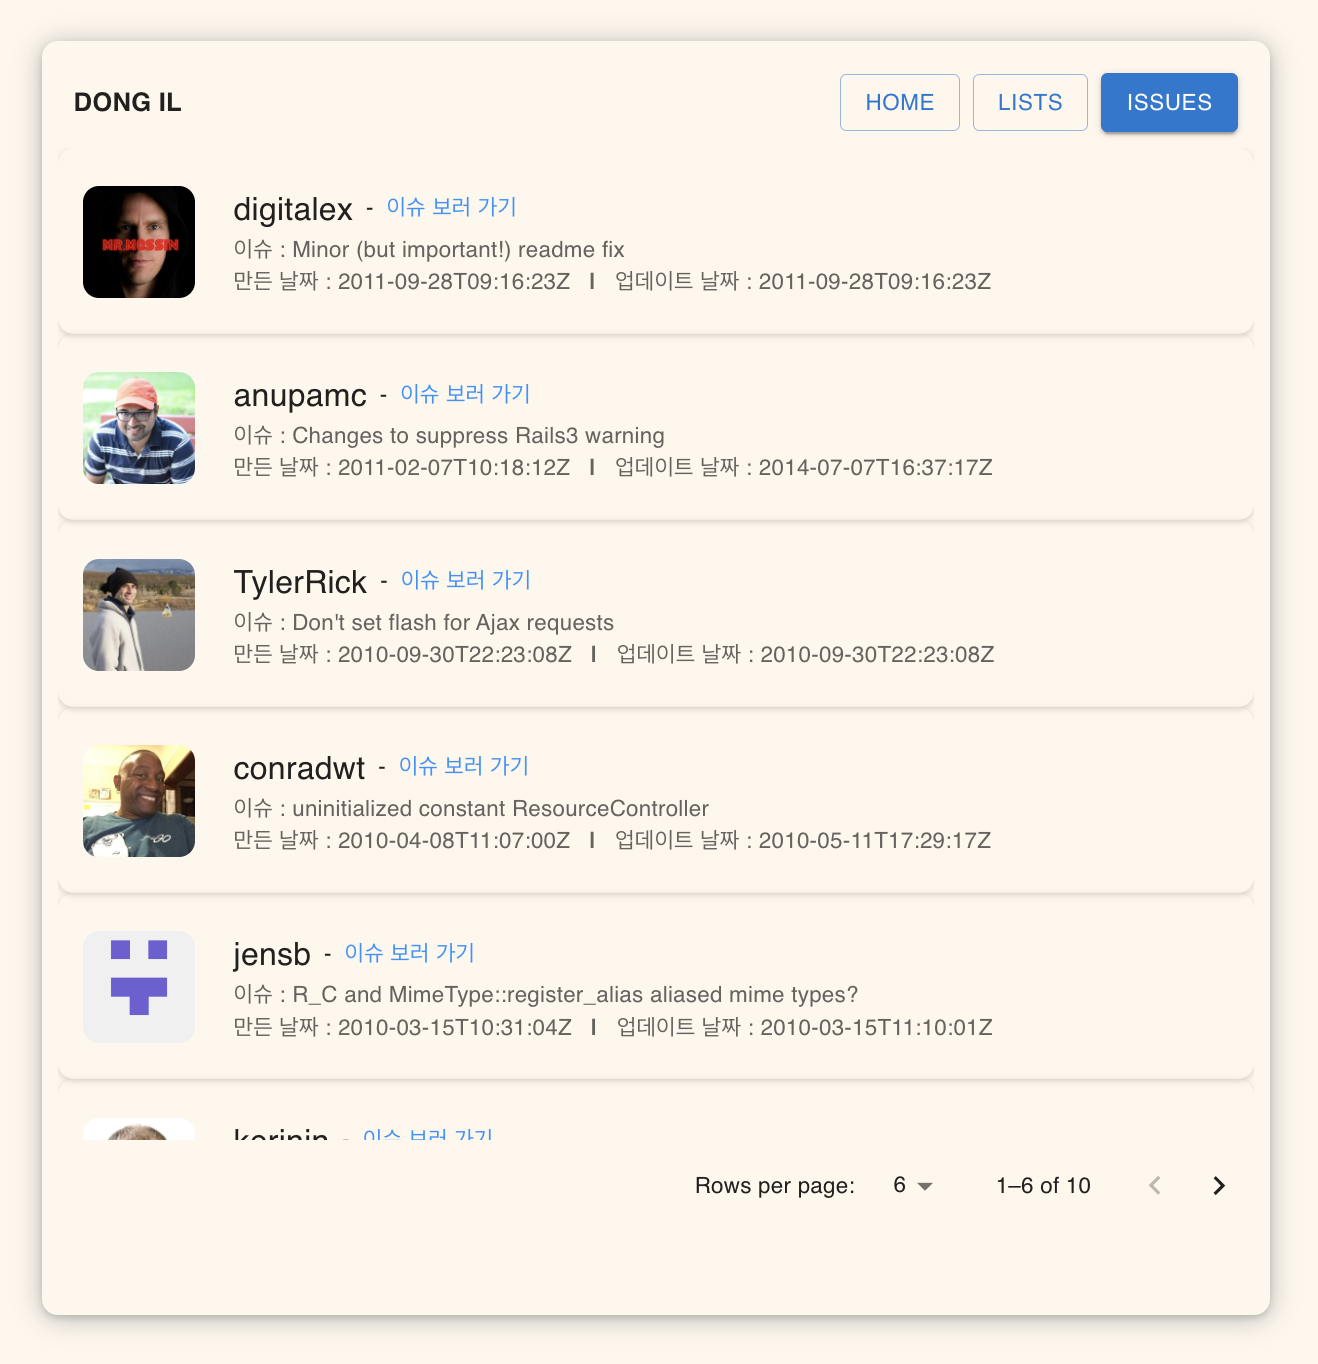 DONG IL
HOME
LISTS
ISSUES
MR.MOSSIN
digitalex - 이슈 보러 가기
이슈 : Minor (but important!) readme fix
만든 날짜 : 2011-09-28T09:16:23Z I 업데이트 날짜 : 2011-09-28T09:16:23Z
anupamc - 이슈 보러 가기
이슈 : Changes to suppress Rails3 warning
만든 날짜 : 2011-02-07T10:18:12Z I 업데이트 날짜 : 2014-07-07T16:37:17Z
TylerRick - 이슈 보러 가기
이슈 : Don't set flash for Ajax requests
만든 날짜 : 2010-09-30T22:23:08Z I 업데이트 날짜 : 2010-09-30T22:23:08Z
conradwt - 이슈 보러 가기
이슈 : uninitialized constant ResourceController
만든 날짜 : 2010-04-08T11:07:00Z I 업데이트 날짜 : 2010-05-11T17:29:17Z
jensb - 이슈 보러 가기
이슈 : R_C and MimeType::register_alias aliased mime types?
만든 날짜 : 2010-03-15T10:31:04Z I 업데이트 날짜 : 2010-03-15T11:10:01Z
- 이슈 보러 가기
Rows per page: 6 1–6 of 10